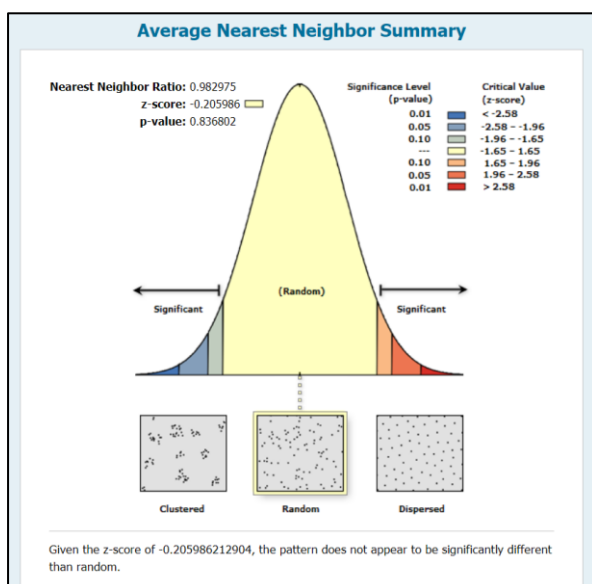 Average Nearest Neighbor Summary
Nearest Neighbor Ratio: 0.982975
z-score: -0.205986
p-value: 0.836802
Significance Level Critical Value
(p-value) (z-score)
0.01 < -2.58
0.05 -2.58 – -1.96
0.10 -1.96 – -1.65
--- -1.65 – 1.65
0.10 1.65 – 1.96
0.05 1.96 – 2.58
0.01 > 2.58
Significant (Random) Significant
Clustered Random Dispersed
Given the z-score of -0.205986212904, the pattern does not appear to be significantly different
than random.